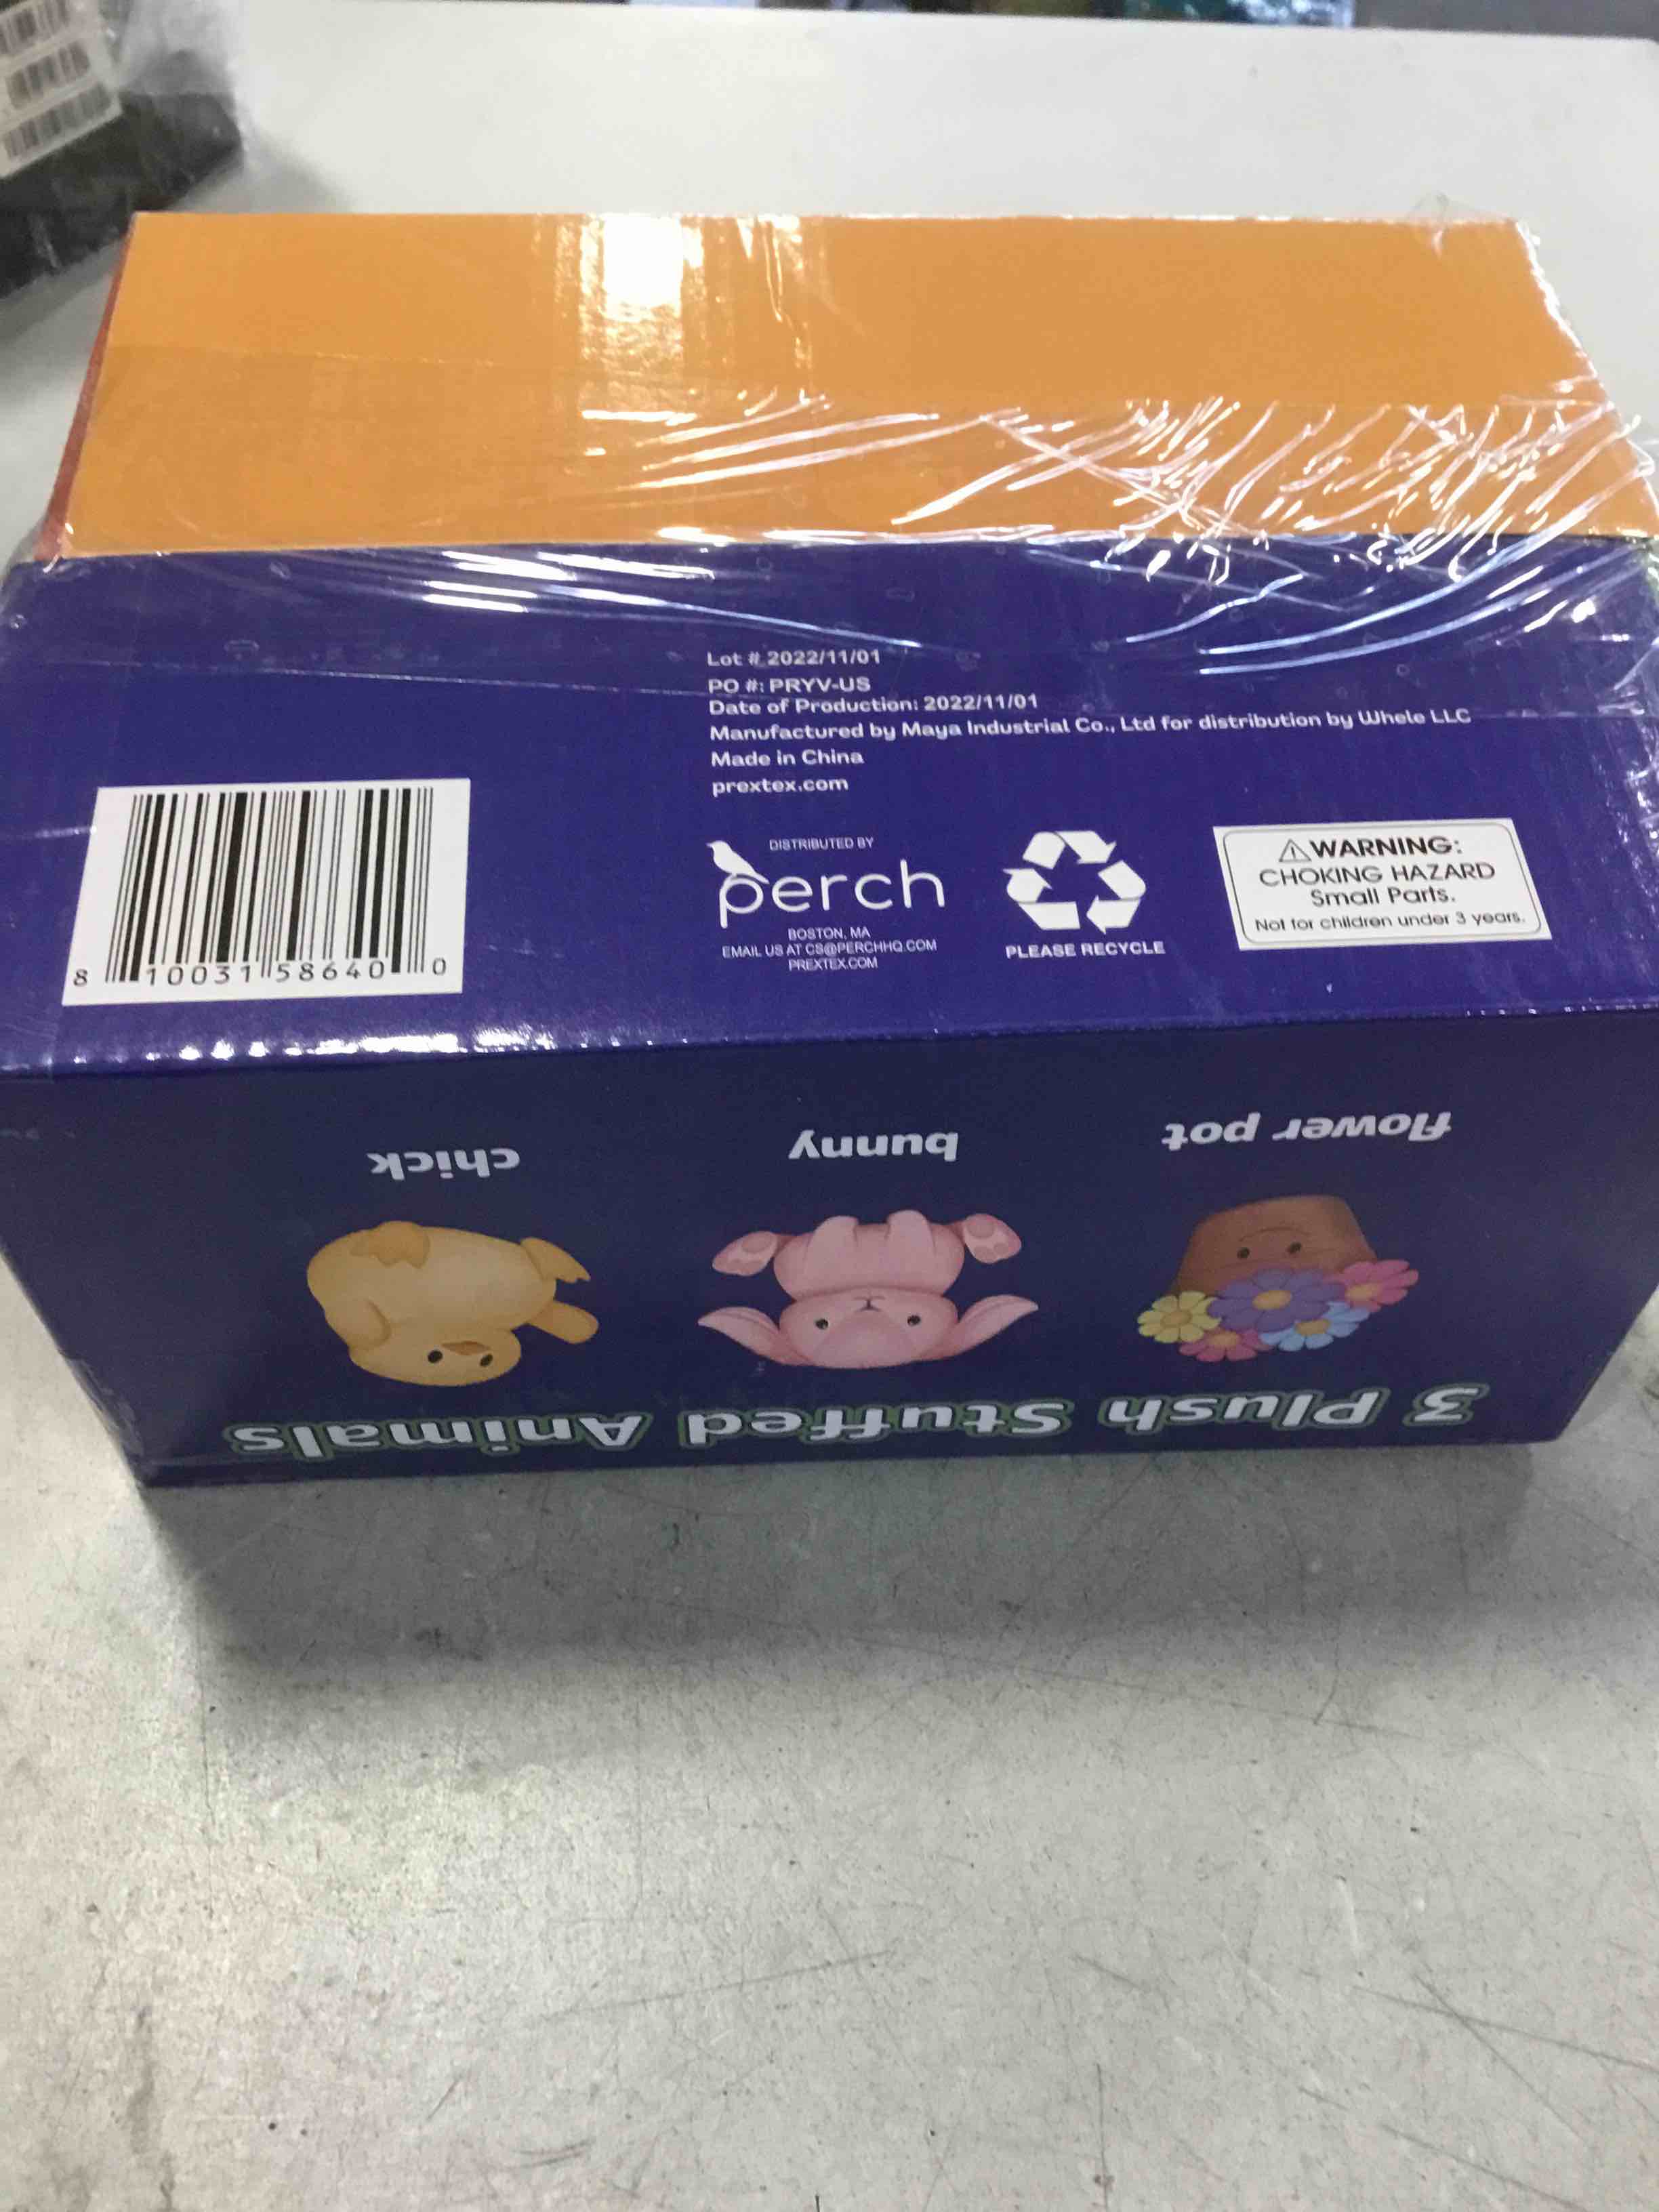 Lot # 2022/11/01
PO #: PRYV-US
Date of Production: 2022/11/01
Manufactured by Maya Industrial Co., Ltd for distribution by Whele LLC
Made in China
prextex.com
8 10031 58640 0
DISTRIBUTED BY
perch
BOSTON, MA
EMAIL US AT CS@PERCHHQ.COM
PREXTEX.COM
PLEASE RECYCLE
WARNING:
CHOKING HAZARD
Small Parts.
Not for children under 3 years.
3 Plush Stuffed Animals
flower pot
bunny
chick